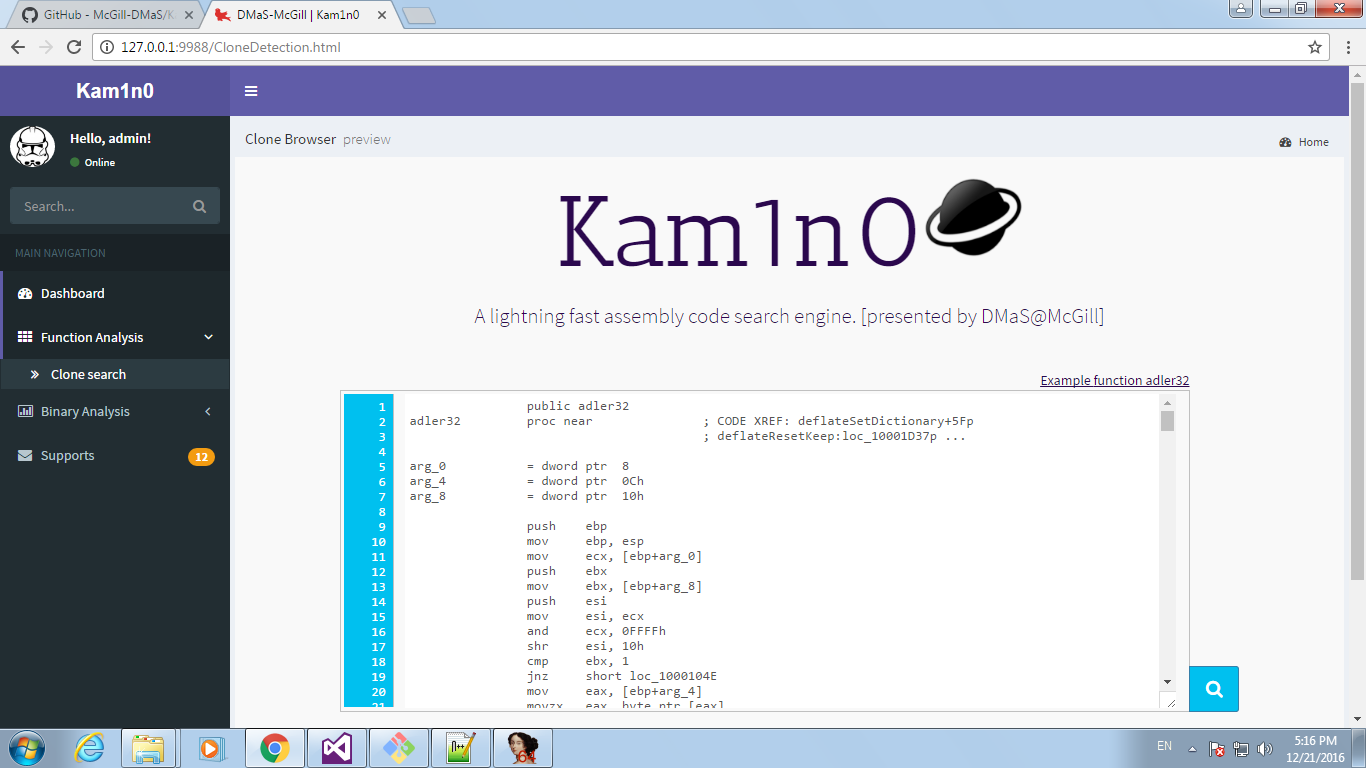 GitHub - McGill-DMaS/K
DMaS-McGill | Kam1n0
127.0.0.1:9988/CloneDetection.html
Kam1n0
Hello, admin!
Online
Search...
MAIN NAVIGATION
Dashboard
Function Analysis
Clone search
Binary Analysis
Supports 12
Clone Browser preview
Home
Kam1n0
A lightning fast assembly code search engine. [presented by DMaS@McGill]
Example function adler32
1 public adler32
2 adler32 proc near ; CODE XREF: deflateSetDictionary+5Fp
3 ; deflateResetKeep:loc_10001D37p ...
4
5 arg_0 = dword ptr 8
6 arg_4 = dword ptr 0Ch
7 arg_8 = dword ptr 10h
8
9 push ebp
10 mov ebp, esp
11 mov ecx, [ebp+arg_0]
12 push ebx
13 mov ebx, [ebp+arg_8]
14 push esi
15 mov esi, ecx
16 and ecx, 0FFFFh
17 shr esi, 10h
18 cmp ebx, 1
19 jnz short loc_1000104E
20 mov eax, [ebp+arg_4]
21 movzx eax, byte ptr [eax]
EN
5:16 PM
12/21/2016